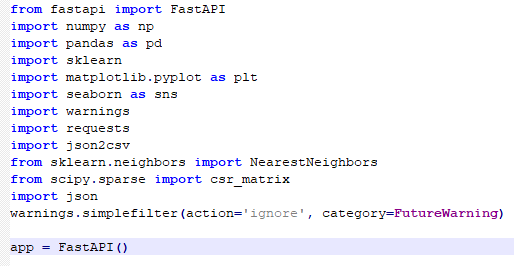 from fastapi import FastAPI
import numpy as np
import pandas as pd
import sklearn
import matplotlib.pyplot as plt
import seaborn as sns
import warnings
import requests
import json2csv
from sklearn.neighbors import NearestNeighbors
from scipy.sparse import csr_matrix
import json
warnings.simplefilter(action='ignore', category=FutureWarning)
app = FastAPI()